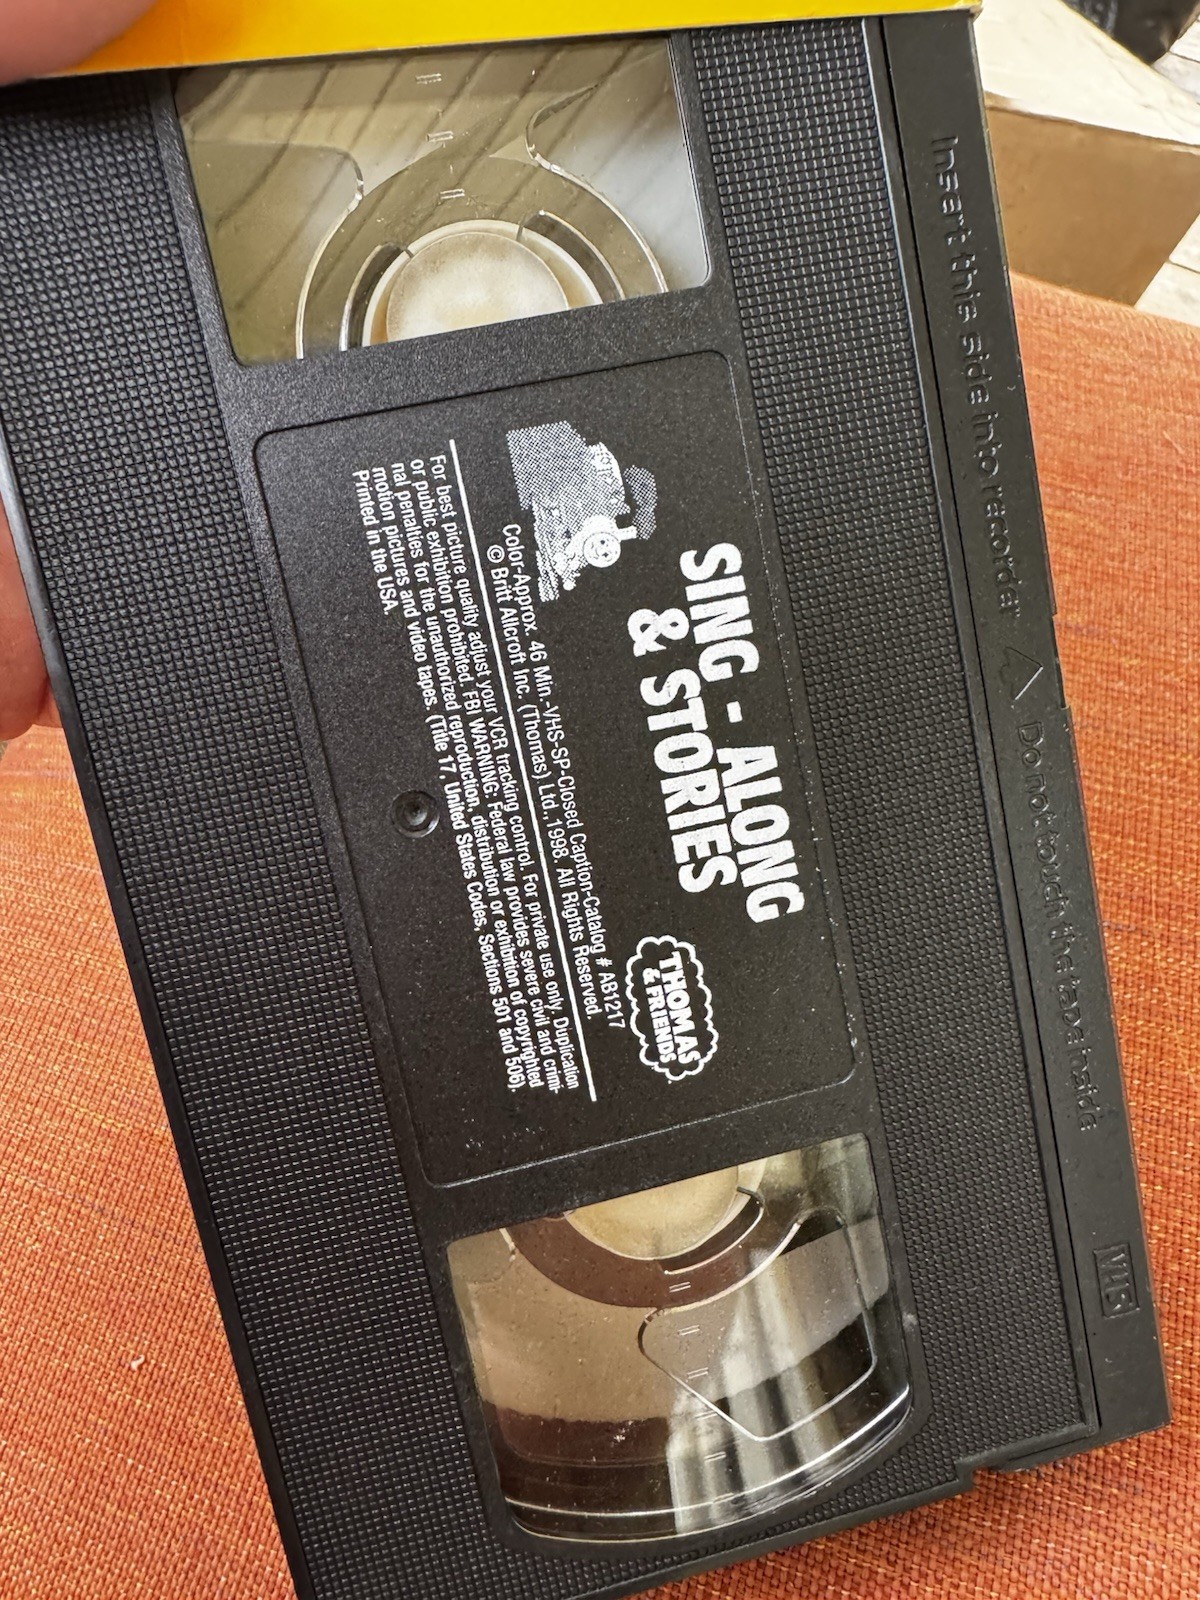 SING - ALONG
& STORIES
THOMAS
& FRIENDS
Color-Approx. 46 Min.-VHS-SP-Closed Caption-Catalog # AB1217
© Britt Allcroft Inc. (Thomas) Ltd.,1998. All Rights Reserved.
For best picture quality adjust your VCR tracking control. For private use only. Duplication
or public exhibition prohibited. FBI WARNING: Federal law provides severe civil and crimi-
nal penalties for the unauthorized reproduction, distribution or exhibition of copyrighted
motion pictures and video tapes. (Title 17, United States Codes, Sections 501 and 506).
Printed in the USA.
Insert this side into recorder
Do not touch the tape inside
VHS